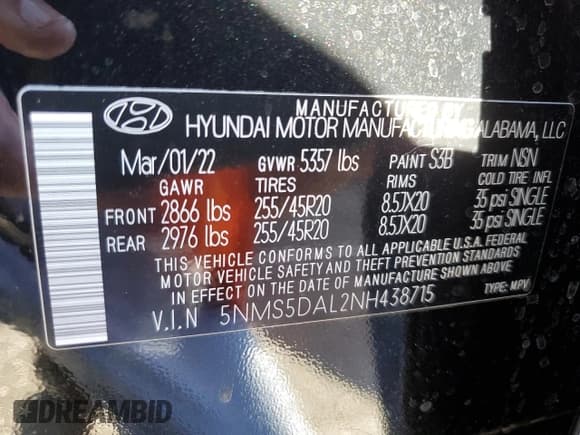 MANUFACTURED BY
HYUNDAI MOTOR MANUFACTURING ALABAMA, LLC
Mar/01/22 GVWR 5357 lbs PAINT S3B TRIM NSN
GAWR TIRES RIMS COLD TIRE INFL
FRONT 2866 lbs 255/45R20 8.5JX20 35 psi SINGLE
REAR 2976 lbs 255/45R20 8.5JX20 35 psi SINGLE
THIS VEHICLE CONFORMS TO ALL APPLICABLE U.S.A. FEDERAL
MOTOR VEHICLE SAFETY AND THEFT PREVENTION STANDARDS
IN EFFECT ON THE DATE OF MANUFACTURE SHOWN ABOVE
V.I.N 5NMS5DAL2NH438715 TYPE: MPV
DREAMBID